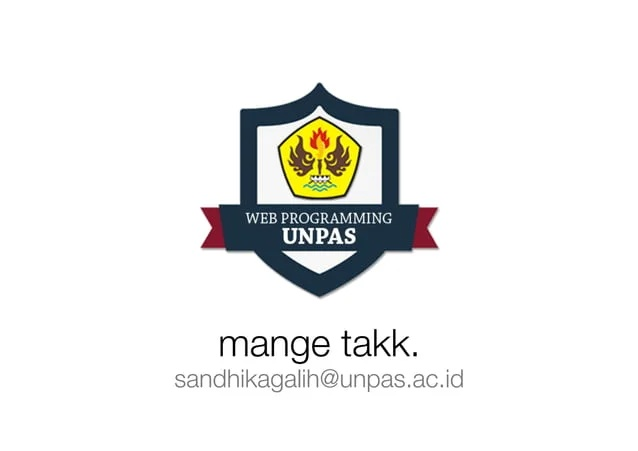 WEB PROGRAMMING
UNPAS
mange takk.
sandhikagalih@unpas.ac.id